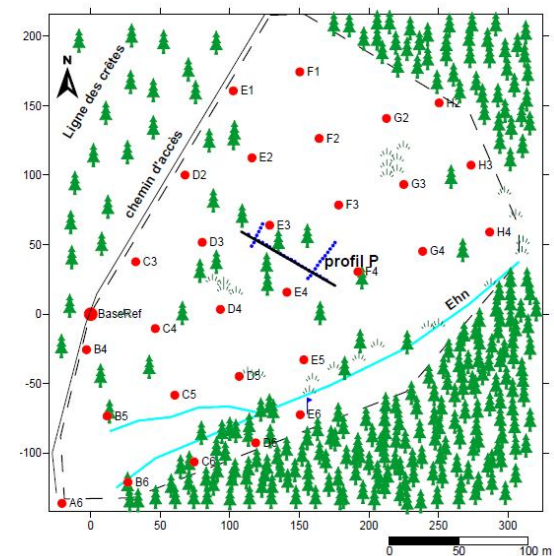 N
Ligne des crêtes
chemin d'accès
200
150
100
50
0
-50
-100
F1
E1
H2
G2
F2
E2
H3
D2
G3
F3
E3
H4
D3
G4
C3
profil P
F4
E4
Ehn
D4
BaseRef
C4
B4
E5
D5
C5
B5
E6
D6
C6
B6
A6
0
50
100
150
200
250
300
0
50
100 m